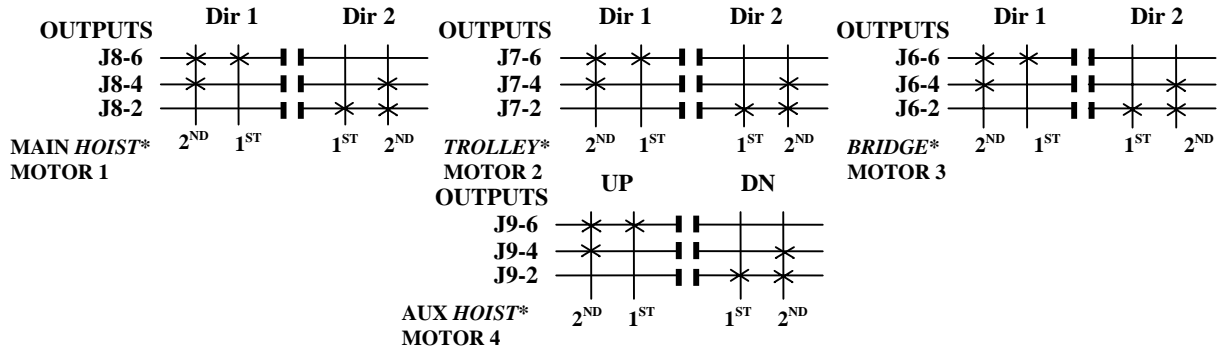 Dir 1 Dir 2
OUTPUTS
J8-6
J8-4
J8-2
2ND 1ST 1ST 2ND
MAIN HOIST*
MOTOR 1
Dir 1 Dir 2
OUTPUTS
J7-6
J7-4
J7-2
2ND 1ST 1ST 2ND
TROLLEY*
MOTOR 2
Dir 1 Dir 2
OUTPUTS
J6-6
J6-4
J6-2
2ND 1ST 1ST 2ND
BRIDGE*
MOTOR 3
UP DN
OUTPUTS
J9-6
J9-4
J9-2
AUX HOIST* 2ND 1ST 1ST 2ND
MOTOR 4